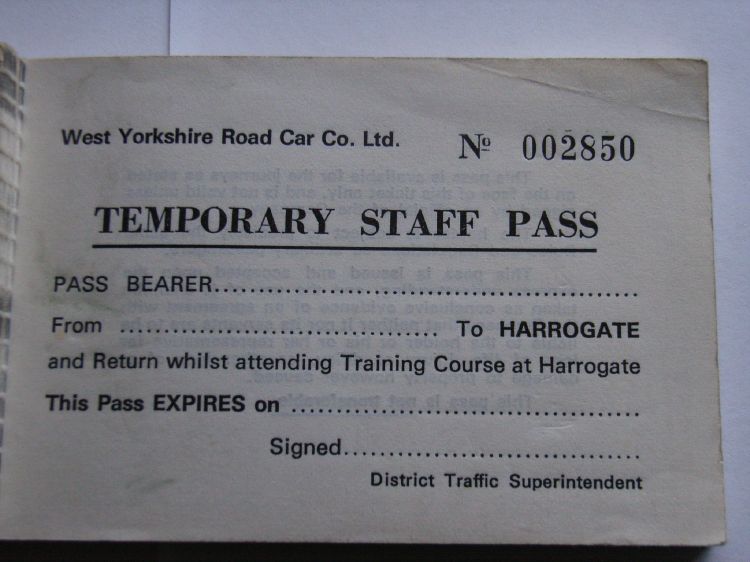 West Yorkshire Road Car Co. Ltd. Nº 002850
TEMPORARY STAFF PASS
PASS BEARER........................................................
From ........................................ To HARROGATE
and Return whilst attending Training Course at Harrogate
This Pass EXPIRES on ..............................................
Signed........................................
District Traffic Superintendent